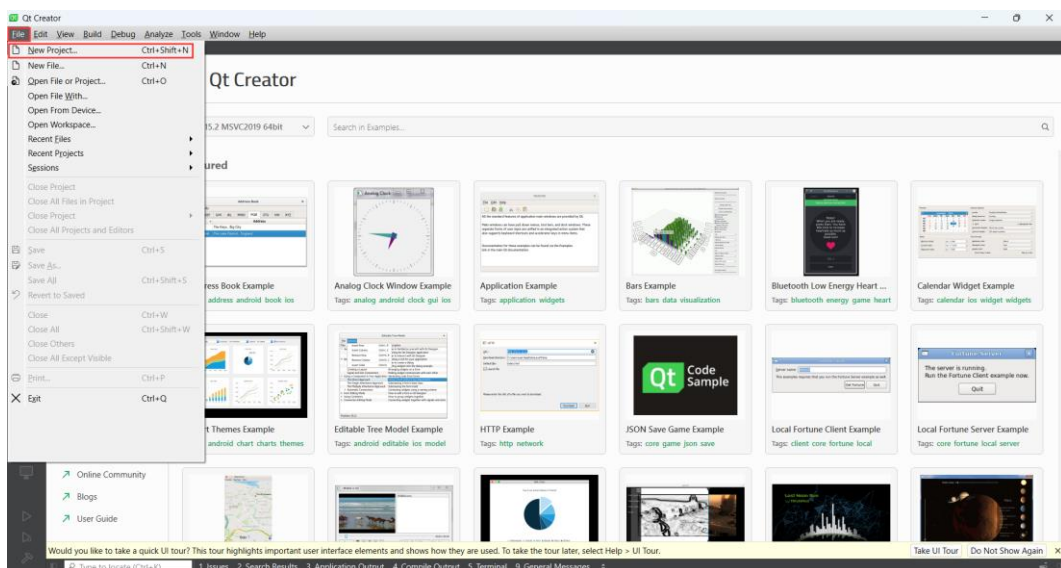 Qt Creator
File Edit View Build Debug Analyze Tools Window Help
New Project... Ctrl+Shift+N
New File... Ctrl+N
Open File or Project... Ctrl+O
Open File With...
Open From Device...
Open Workspace...
Recent Files
Recent Projects
Sessions
Close Project
Close All Files in Project
Close Project
Close All Projects and Editors
Save Ctrl+S
Save As...
Save All Ctrl+Shift+S
Revert to Saved
Close Ctrl+W
Close All Ctrl+Shift+W
Close Others
Close All Except Visible
Print... Ctrl+P
Exit Ctrl+Q
Qt Creator
15.2 MSVC2019 64bit
Search in Examples...
ured
ress Book Example
address android book ios
Analog Clock Window Example
Tags: analog android clock gui ios
Application Example
Tags: application widgets
Bars Example
Tags: bars data visualization
Bluetooth Low Energy Heart ...
Tags: bluetooth energy game heart
Calendar Widget Example
Tags: calendar ios widget widgets
rt Themes Example
android chart charts themes
Editable Tree Model Example
Tags: android editable ios model
HTTP Example
Tags: http network
Qt Code
Sample
JSON Save Game Example
Tags: core game json save
Local Fortune Client Example
Tags: client core fortune local
Fortune Server
The server is running.
Run the Fortune Client example now.
Quit
Local Fortune Server Example
Tags: core fortune local server
Online Community
Blogs
User Guide
Would you like to take a quick UI tour? This tour highlights important user interface elements and shows how they are used. To take the tour later, select Help > UI Tour.
Take UI Tour Do Not Show Again
Type to locate (Ctrl+K) 1 Issues 2 Search Results 3 Application Output 4 Compile Output 5 Terminal 9 General Messages